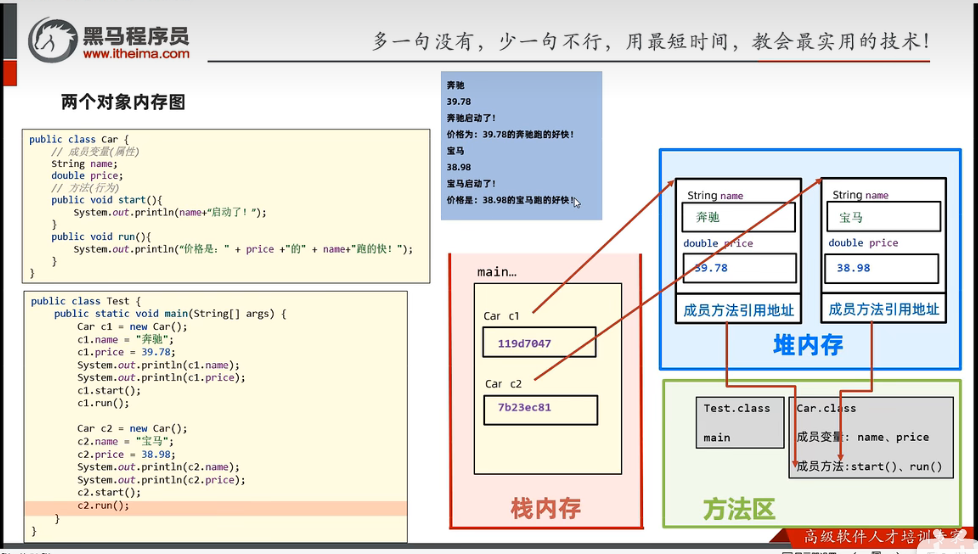 黑马程序员
www.itheima.com
多一句没有，少一句不行，用最短时间，教会最实用的技术!
两个对象内存图
public class Car {
// 成员变量(属性)
String name;
double price;
// 方法(行为)
public void start(){
System.out.println(name+"启动了! ");
}
public void run(){
System.out.println("价格是: " + price +"的" + name+"跑的快! ");
}
}
public class Test {
public static void main(String[] args) {
Car c1 = new Car();
c1.name = "奔驰";
c1.price = 39.78;
System.out.println(c1.name);
System.out.println(c1.price);
c1.start();
c1.run();
Car c2 = new Car();
c2.name = "宝马";
c2.price = 38.98;
System.out.println(c2.name);
System.out.println(c2.price);
c2.start();
c2.run();
}
}
奔驰
39.78
奔驰启动了!
价格为: 39.78的奔驰跑的好快!
宝马
38.98
宝马启动了!
价格是: 38.98的宝马跑的好快!
main…
Car c1
119d7047
Car c2
7b23ec81
栈内存
String name
奔驰
double price
39.78
成员方法引用地址
String name
宝马
double price
38.98
成员方法引用地址
堆内存
Test.class
main
Car.class
成员变量: name、price
成员方法:start()、run()
方法区